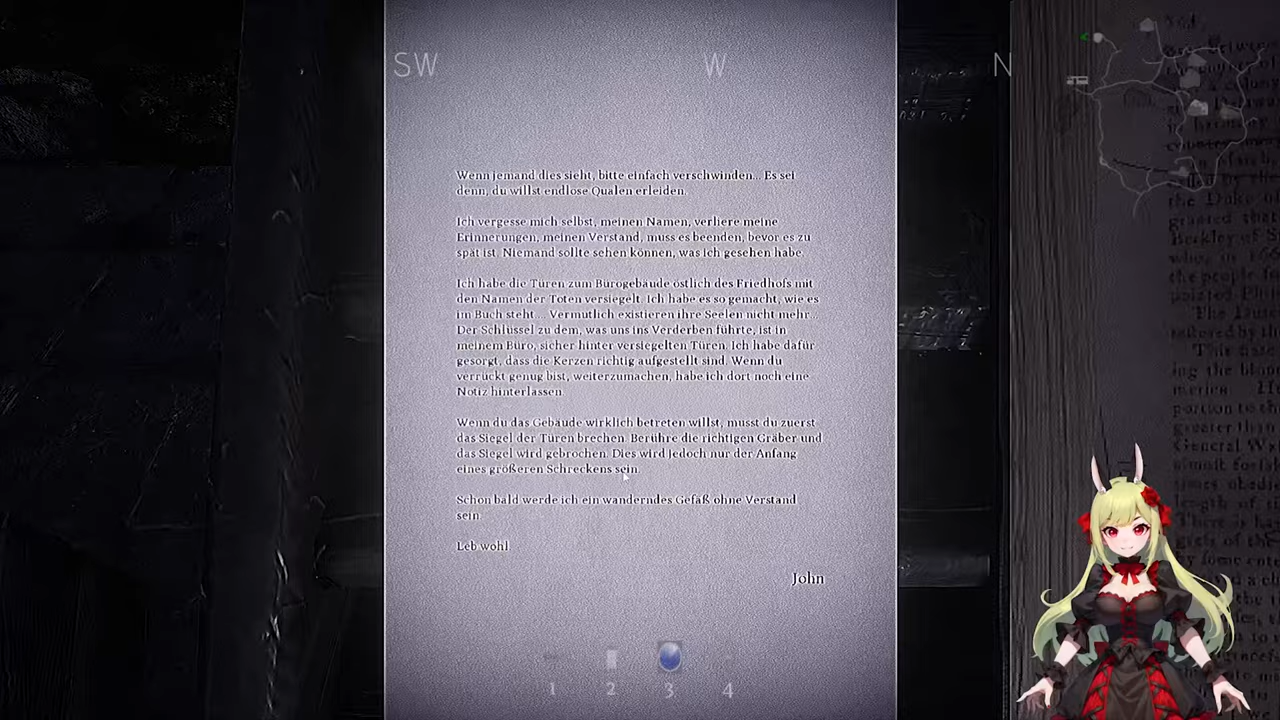 SW W N
Wenn jemand dies sieht, bitte einfach verschwinden... Es sei
denn, du willst endlose Qualen erleiden.
Ich vergesse mich selbst, meinen Namen, verliere meine
Erinnerungen, meinen Verstand, muss es beenden, bevor es zu
spät ist. Niemand sollte sehen können, was ich gesehen habe.
Ich habe die Türen zum Bürogebäude östlich des Friedhofs mit
den Namen der Toten versiegelt. Ich habe es so gemacht, wie es
im Buch steht... Vermutlich existieren ihre Seelen nicht mehr...
Der Schlüssel zu dem, was uns ins Verderben führte, ist in
meinem Büro, sicher hinter versiegelten Türen. Ich habe dafür
gesorgt, dass die Kerzen richtig aufgestellt sind. Wenn du
verrückt genug bist, weiterzumachen, habe ich dort noch eine
Notiz hinterlassen.
Wenn du das Gebäude wirklich betreten willst, musst du zuerst
das Siegel der Türen brechen. Berühre die richtigen Gräber und
das Siegel wird gebrochen. Dies wird jedoch nur der Anfang
eines größeren Schreckens sein.
Schon bald werde ich ein wanderndes Gefäß ohne Verstand
sein.
Leb wohl.
John
1 2 3 4
the Duke of
granted that
Berkley of
the people
General